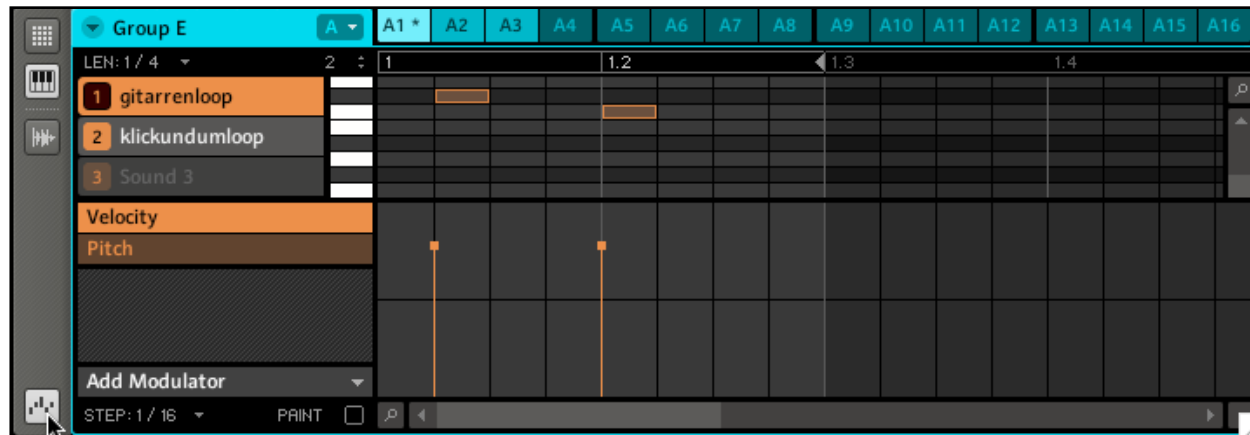 Group E A A1 * A2 A3 A4 A5 A6 A7 A8 A9 A10 A11 A12 A13 A14 A15 A16
LEN: 1 / 4 2 1 1.2 1.3 1.4
1 gitarrenloop
2 klickundumloop
3 Sound 3
Velocity
Pitch
Add Modulator
STEP: 1 / 16 PAINT